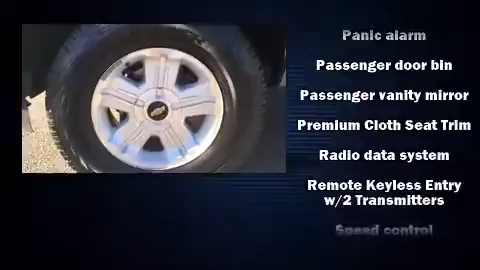 Panic alarm
Passenger door bin
Passenger vanity mirror
Premium Cloth Seat Trim
Radio data system
Remote Keyless Entry
w/2 Transmitters
Speed control